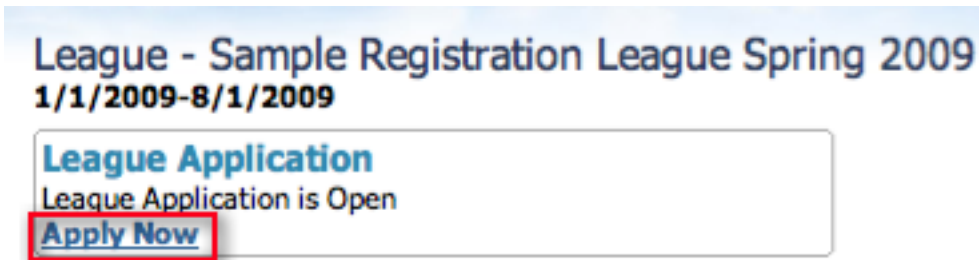 League - Sample Registration League Spring 2009
1/1/2009-8/1/2009
League Application
League Application is Open
Apply Now